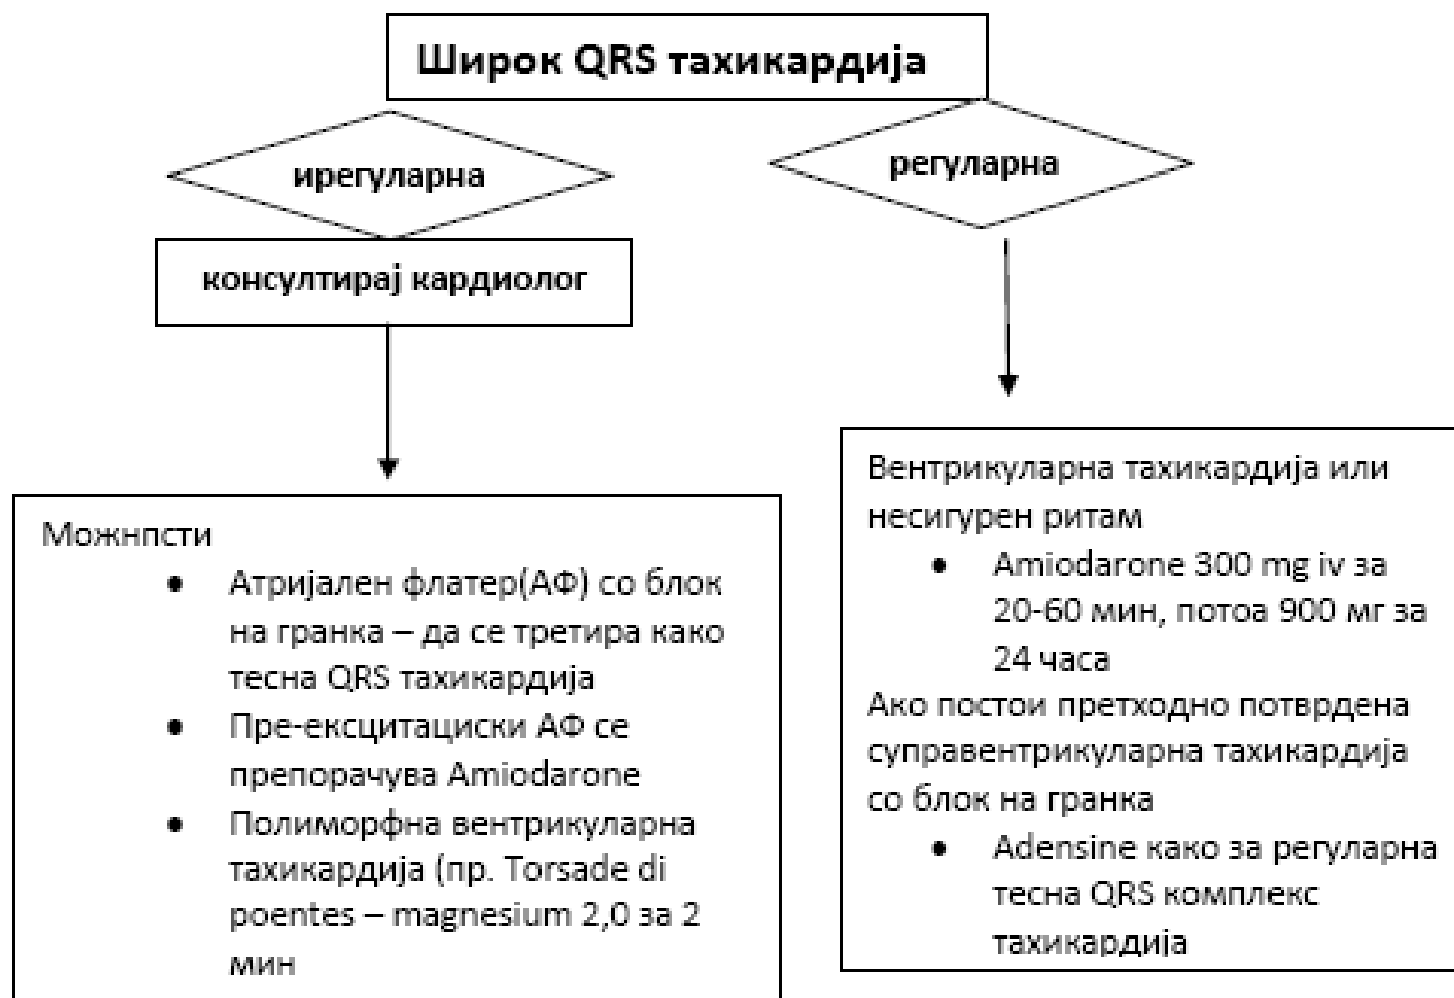 Широк QRS тахикардија
ирегуларна
консултирај кардиолог
Можнпсти
● Атријален флатер(АФ) со блок
на гранка – да се третира како
тесна QRS тахикардија
● Пре-ексцитациски АФ се
препорачува Amiodarone
● Полиморфна вентрикуларна
тахикардија (пр. Torsade di
poentes – magnesium 2,0 за 2
мин
регуларна
Вентрикуларна тахикардија или
несигурен ритам
● Amiodarone 300 mg iv за
20-60 мин, потоа 900 мг за
24 часа
Ако постои претходно потврдена
суправентрикуларна тахикардија
со блок на гранка
● Adensine како за регуларна
тесна QRS комплекс
тахикардија